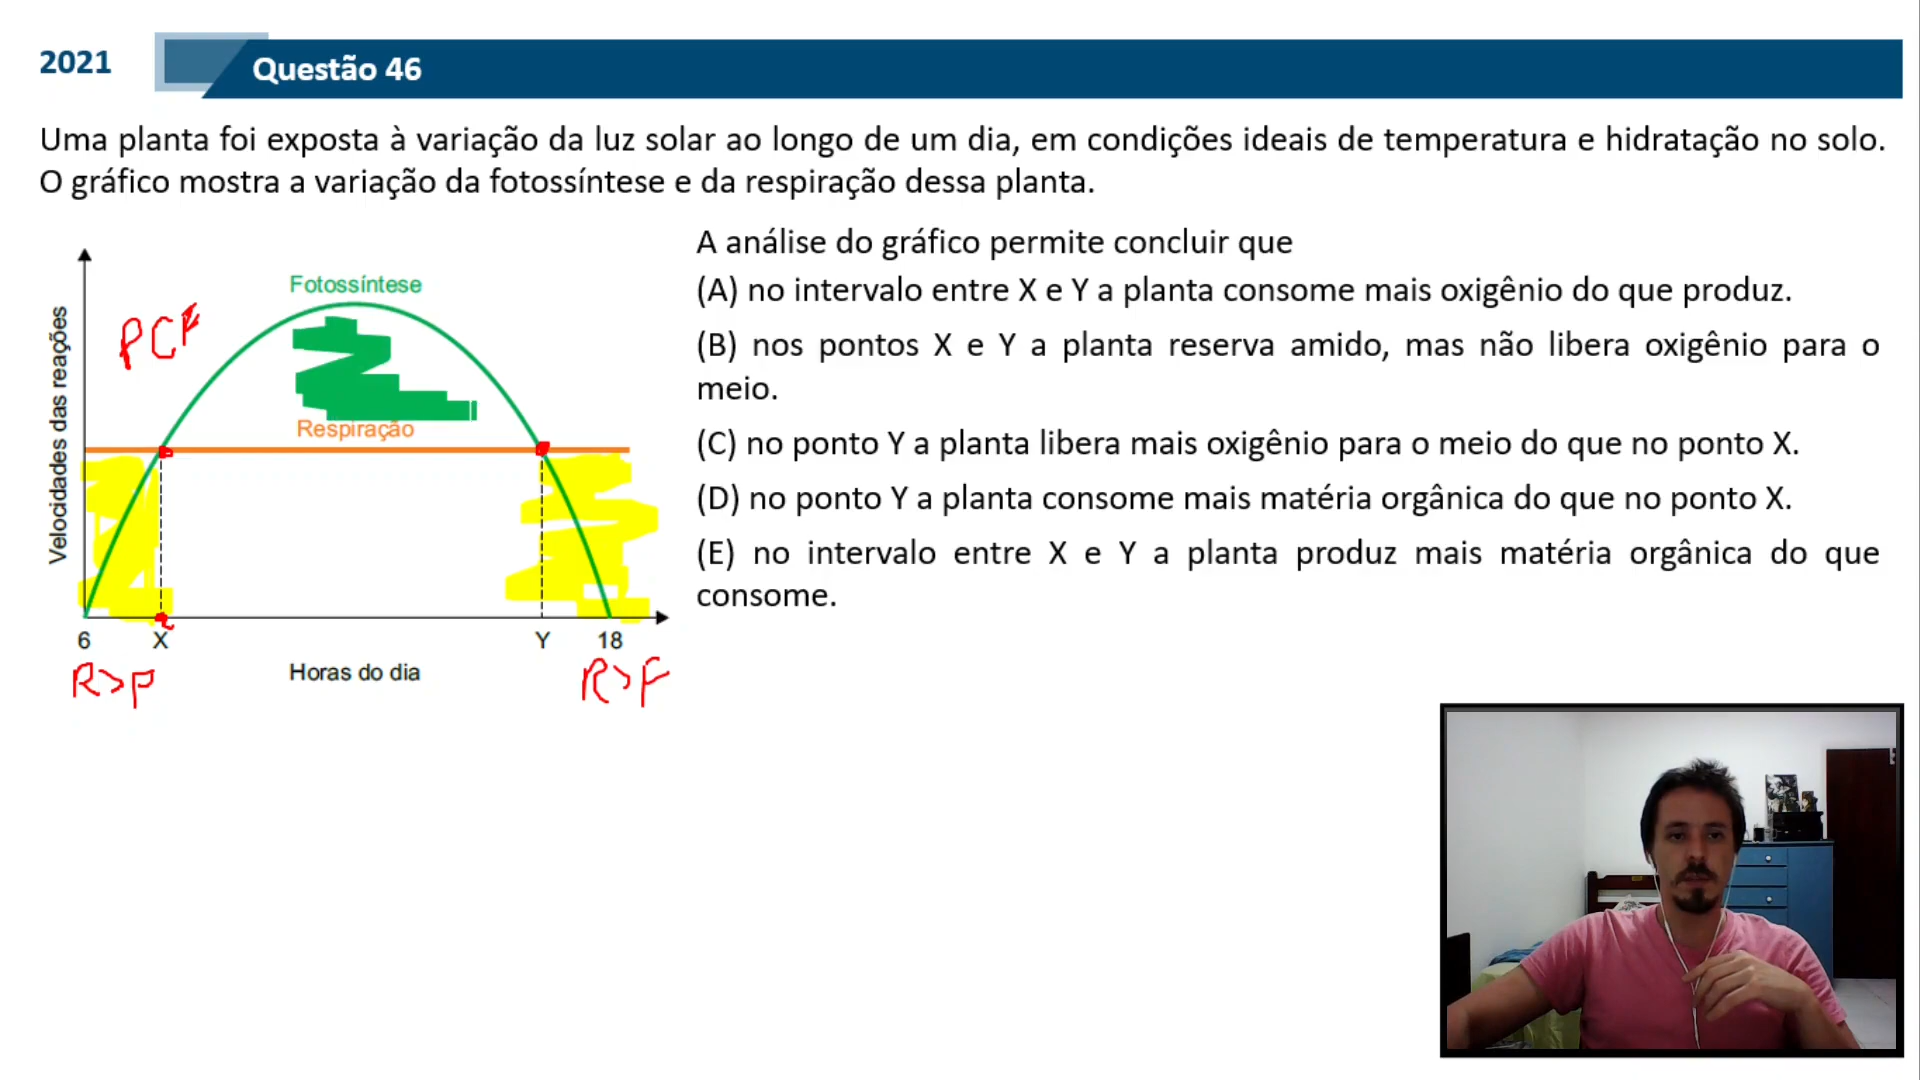 2021
Questão 46
Uma planta foi exposta à variação da luz solar ao longo de um dia, em condições ideais de temperatura e hidratação no solo.
O gráfico mostra a variação da fotossíntese e da respiração dessa planta.
A análise do gráfico permite concluir que
(A) no intervalo entre X e Y a planta consome mais oxigênio do que produz.
(B) nos pontos X e Y a planta reserva amido, mas não libera oxigênio para o
meio.
(C) no ponto Y a planta libera mais oxigênio para o meio do que no ponto X.
(D) no ponto Y a planta consome mais matéria orgânica do que no ponto X.
(E) no intervalo entre X e Y a planta produz mais matéria orgânica do que
consome.
Velocidades das reações
Fotossíntese
PCF
Respiração
6 X Y 18
Horas do dia
R>F
R>F